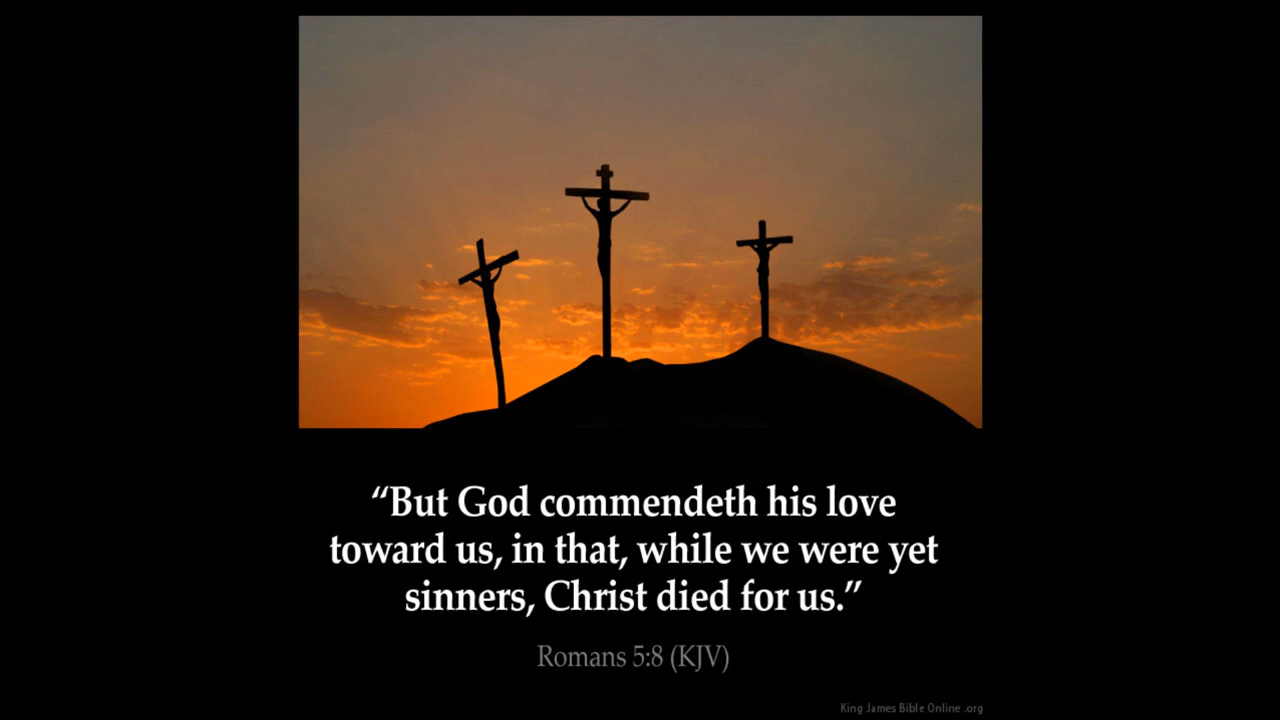 “But God commendeth his love
toward us, in that, while we were yet
sinners, Christ died for us.”
Romans 5:8 (KJV)
King James Bible Online .org